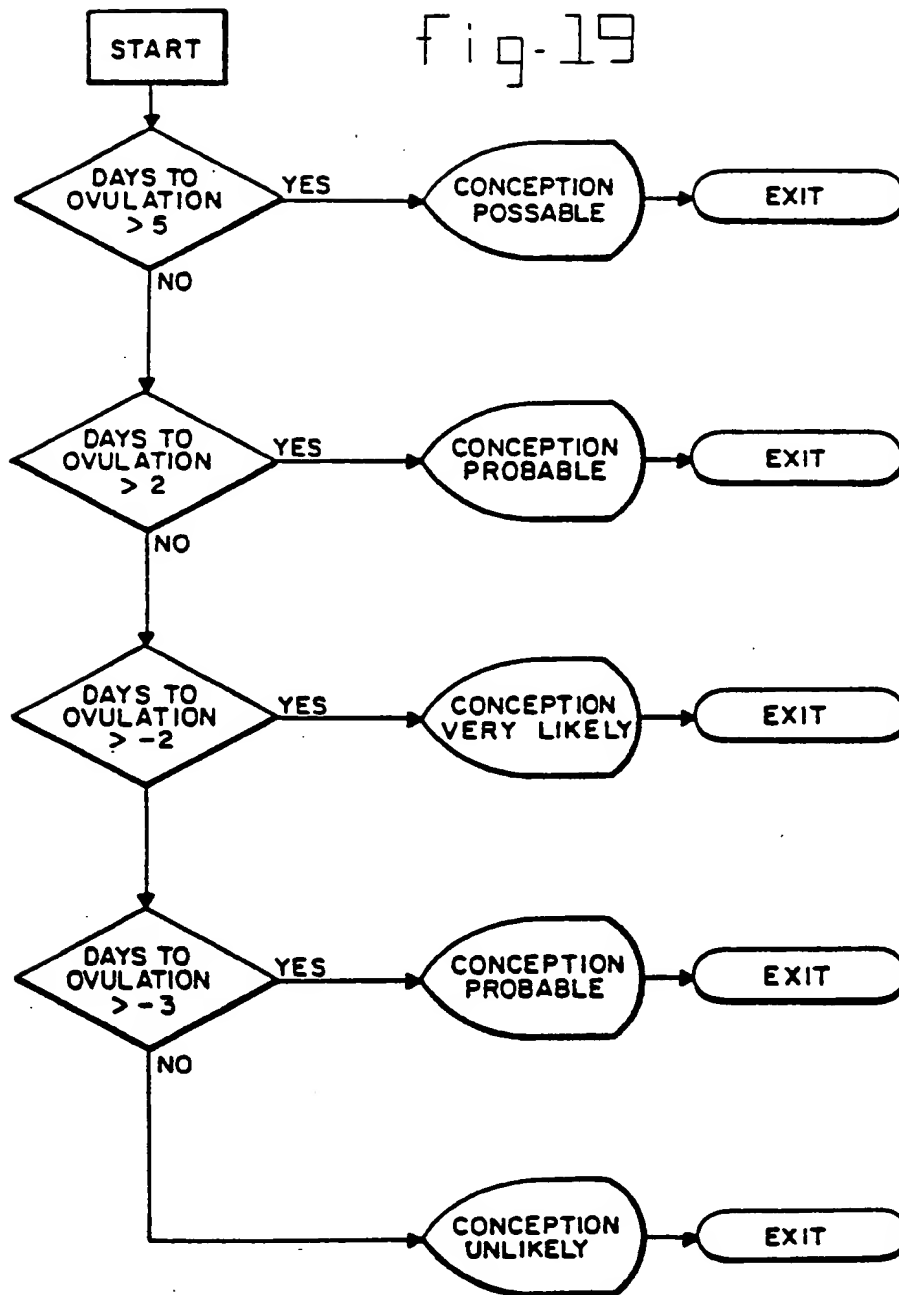 Fig-19
START
DAYS TO
OVULATION
> 5
YES
CONCEPTION
POSSABLE
EXIT
NO
DAYS TO
OVULATION
> 2
YES
CONCEPTION
PROBABLE
EXIT
NO
DAYS TO
OVULATION
> -2
YES
CONCEPTION
VERY LIKELY
EXIT
DAYS TO
OVULATION
> -3
YES
CONCEPTION
PROBABLE
EXIT
NO
CONCEPTION
UNLIKELY
EXIT